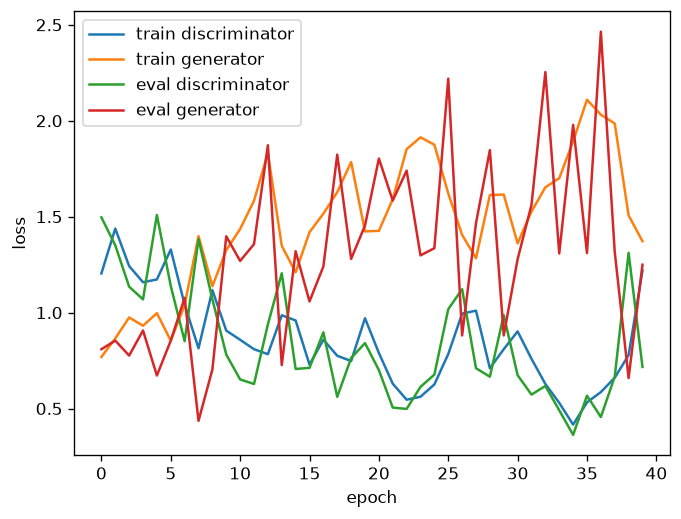 2.5
2.0
1.5
1.0
0.5
loss
train discriminator
train generator
eval discriminator
eval generator
0 5 10 15 20 25 30 35 40
epoch